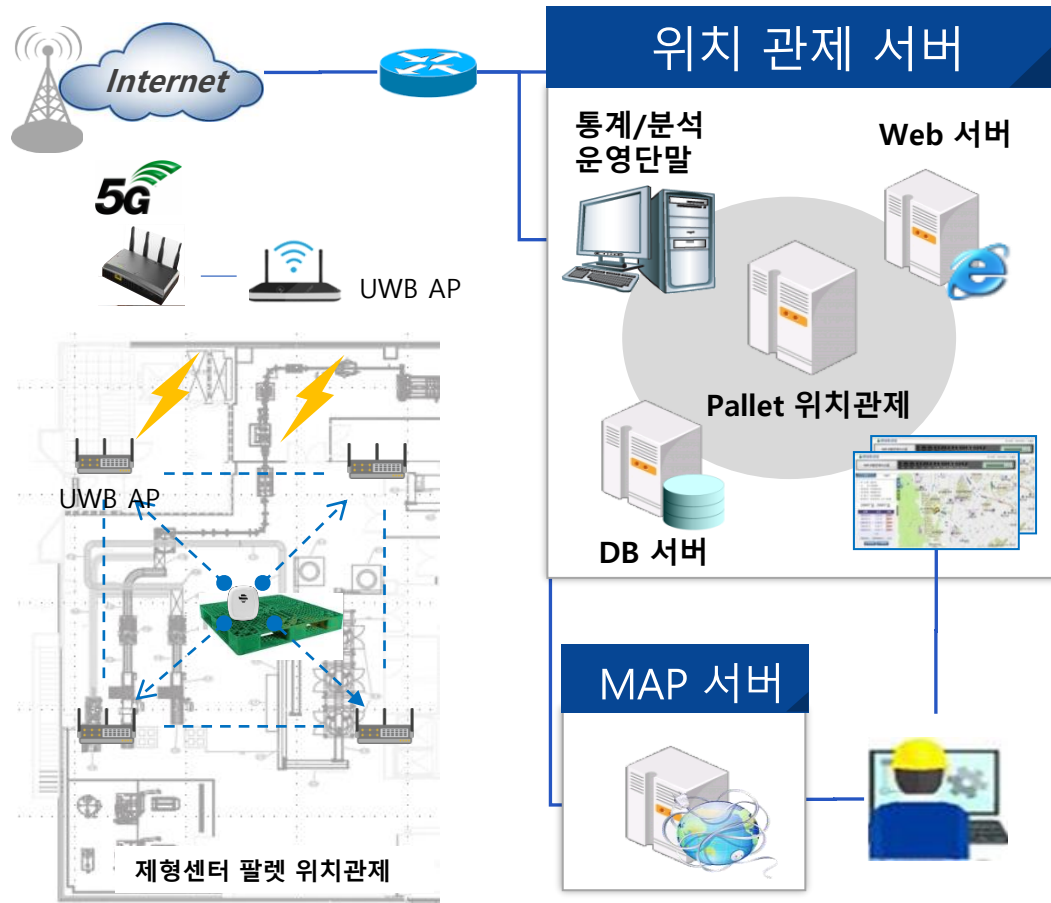 위치 관제 서버
Internet
통계/분석
운영단말
Web 서버
5G
UWB AP
Pallet 위치관제
UWB AP
DB 서버
MAP 서버
제형센터 팔렛 위치관제